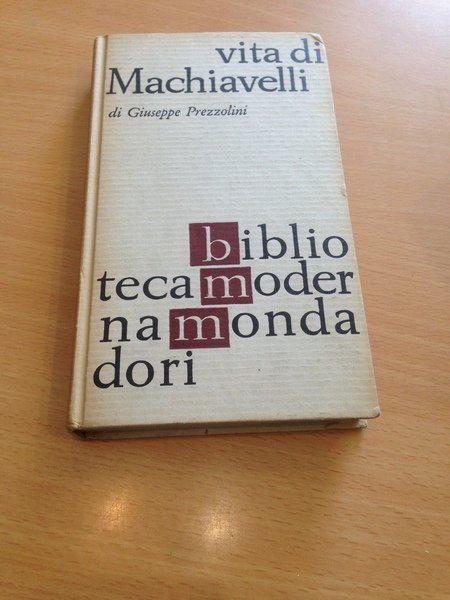 vita di
Machiavelli
di Giuseppe Prezzolini
biblio
tecamoder
namonda
dori